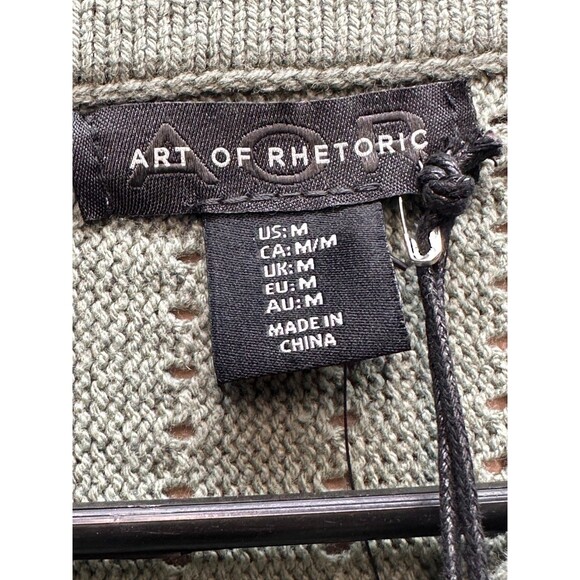 AOR
ART OF RHETORIC
US: M
CA: M/M
UK: M
EU: M
AU: M
MADE IN
CHINA